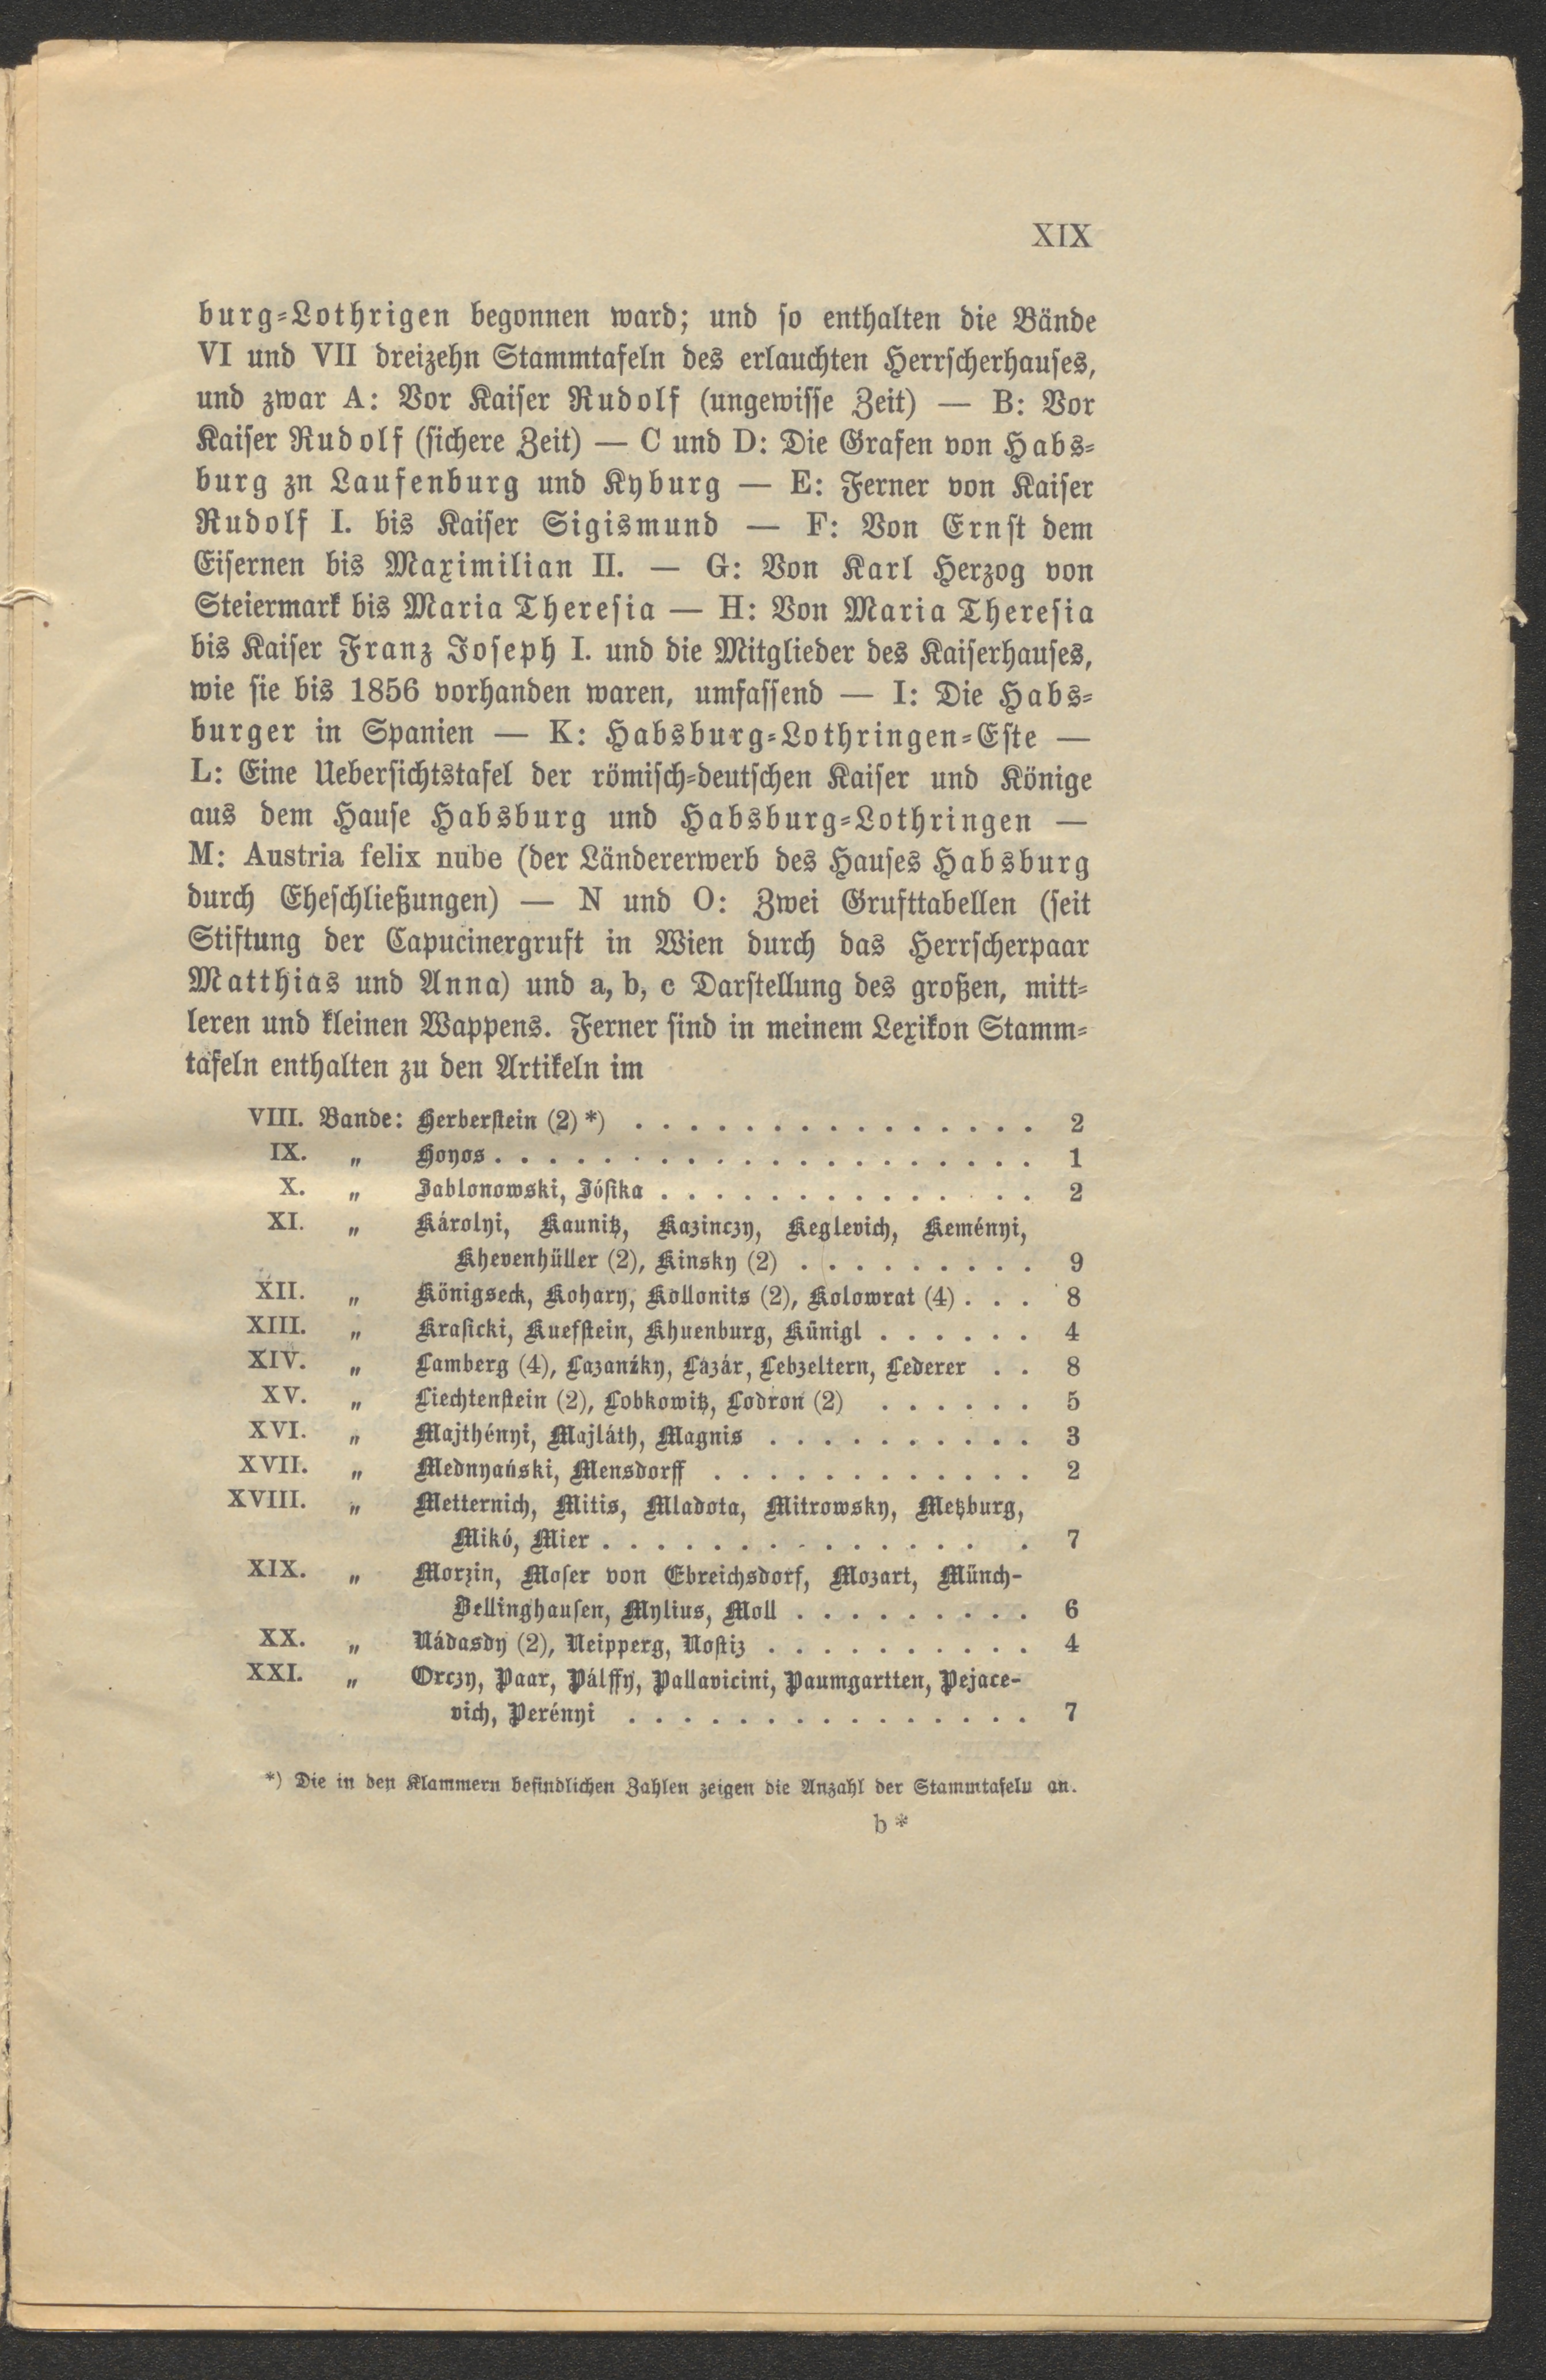 XIX
burg-Lothrigen begonnen ward; und so enthalten die Bände
VI und VII dreizehn Stammtafeln des erlauchten Herrscherhauses,
und zwar A: Vor Kaiser Rudolf (ungewisse Zeit) — B: Vor
Kaiser Rudolf (sichere Zeit) — C und D: Die Grafen von Habs-
burg zn Laufenburg und Kyburg — E: Ferner von Kaiser
Rudolf I. bis Kaiser Sigismund — F: Von Ernst dem
Eisernen bis Maximilian II. — G: Von Karl Herzog von
Steiermark bis Maria Theresia — H: Von Maria Theresia
bis Kaiser Franz Joseph I. und die Mitglieder des Kaiserhauses,
wie sie bis 1856 vorhanden waren, umfassend — I: Die Habs-
burger in Spanien — K: Habsburg-Lothringen-Este —
L: Eine Uebersichtstafel der römisch-deutschen Kaiser und Könige
aus dem Hause Habsburg und Habsburg-Lothringen —
M: Austria felix nube (der Ländererwerb des Hauses Habsburg
durch Eheschließungen) — N und O: Zwei Grufttabellen (seit
Stiftung der Capucinergruft in Wien durch das Herrscherpaar
Matthias und Anna) und a, b, c Darstellung des großen, mitt-
leren und kleinen Wappens. Ferner sind in meinem Lexikon Stamm-
tafeln enthalten zu den Artikeln im
VIII. Bande: Herberstein (2) *) . . . . . . . . . . . . . . . 2
IX. „ Hoyos . . . . . . . . . . . . . . . . . . . . 1
X. „ Jablonowski, Jósika . . . . . . . . . . . . . . 2
XI. „ Károlyi, Kaunitz, Kazinczy, Keglevich, Keményi,
Khevenhüller (2), Kinsky (2) . . . . . . . . . 9
XII. „ Königseck, Kohary, Kollonits (2), Kolowrat (4) . . . 8
XIII. „ Krasicki, Kuefstein, Khuenburg, Künigl . . . . . . 4
XIV. „ Lamberg (4), Lazanžky, Lázár, Lebzeltern, Lederer . . 8
XV. „ Liechtenstein (2), Lobkowitz, Lodron (2) . . . . . . 5
XVI. „ Majthényi, Majláth, Magnis . . . . . . . . . . 3
XVII. „ Mednyański, Mensdorff . . . . . . . . . . . . 2
XVIII. „ Metternich, Mitis, Mladota, Mitrowsky, Metzburg,
Mikó, Mier . . . . . . . . . . . . . . . 7
XIX. „ Morzin, Moser von Ebreichsdorf, Mozart, Münch-
Bellinghausen, Mylius, Moll . . . . . . . . . 6
XX. „ Nádasdy (2), Neipperg, Nostiz . . . . . . . . . . 4
XXI. „ Orczy, Paar, Pálffy, Pallavicini, Paumgartten, Pejace-
vich, Perényi . . . . . . . . . . . . . . . 7
*) Die in den Klammern befindlichen Zahlen zeigen die Anzahl der Stammtafeln an.
b *